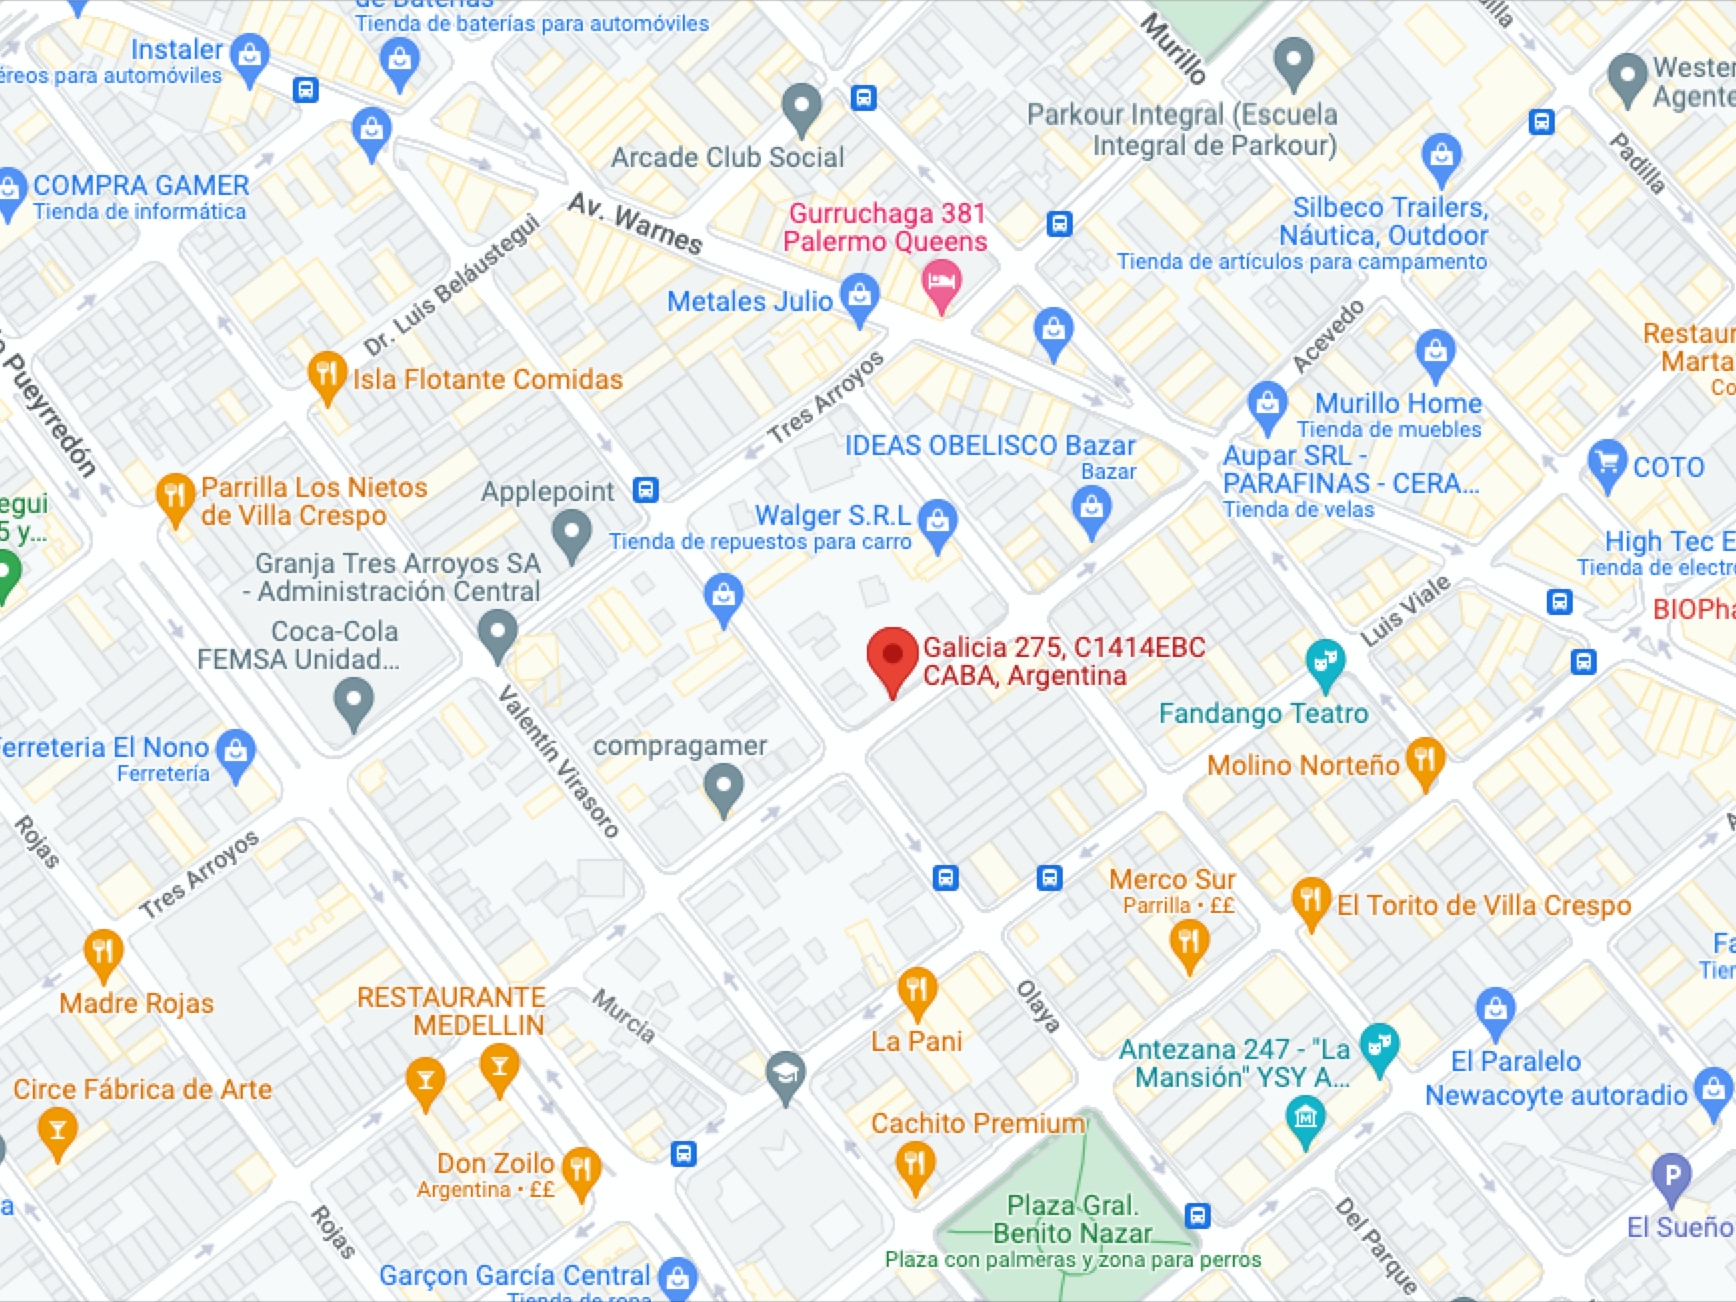 de Baterías
Tienda de baterías para automóviles
Instaler
éreos para automóviles
Murillo
Parkour Integral (Escuela
Integral de Parkour)
Arcade Club Social
Padilla
COMPRA GAMER
Tienda de informática
Av. Warnes
Dr. Luis Beláustegui
Gurruchaga 381
Palermo Queens
Silbeco Trailers,
Náutica, Outdoor
Tienda de artículos para campamento
Metales Julio
Acevedo
Pueyrredón
Isla Flotante Comidas
Tres Arroyos
Murillo Home
Tienda de muebles
IDEAS OBELISCO Bazar
Bazar
Aupar SRL -
PARAFINAS - CERA...
Tienda de velas
COTO
Parrilla Los Nietos
de Villa Crespo
Applepoint
Walger S.R.L
Tienda de repuestos para carro
egui
5 y...
High Tec E
Tienda de electr
Granja Tres Arroyos SA
- Administración Central
Coca-Cola
FEMSA Unidad...
Luis Viale
BIOPha
Galicia 275, C1414EBC
CABA, Argentina
Fandango Teatro
Valentín Virasoro
Ferreteria El Nono
Ferretería
compragamer
Molino Norteño
Rojas
Tres Arroyos
Merco Sur
Parrilla • ££
El Torito de Villa Crespo
Madre Rojas
RESTAURANTE
MEDELLIN
Murcia
Olaya
La Pani
Antezana 247 - "La
Mansión" YSY A...
El Paralelo
Newacoyte autoradio
Circe Fábrica de Arte
Cachito Premium
Don Zoilo
Argentina • ££
P
Plaza Gral.
Benito Nazar
Plaza con palmeras y zona para perros
Rojas
Del Parque
El Sueño
Garçon García Central
Tienda de ropa